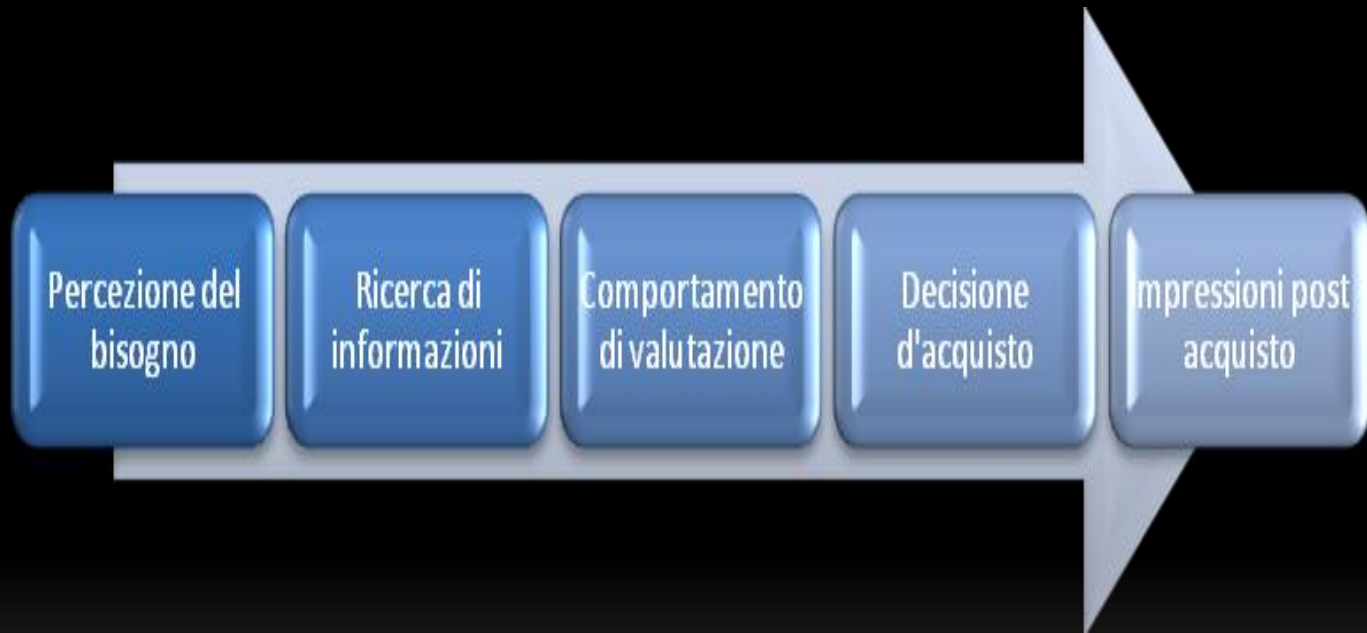 Percezione del
bisogno
Ricerca di
informazioni
Comportamento
di valutazione
Decisione
d'acquisto
Impressioni post
acquisto